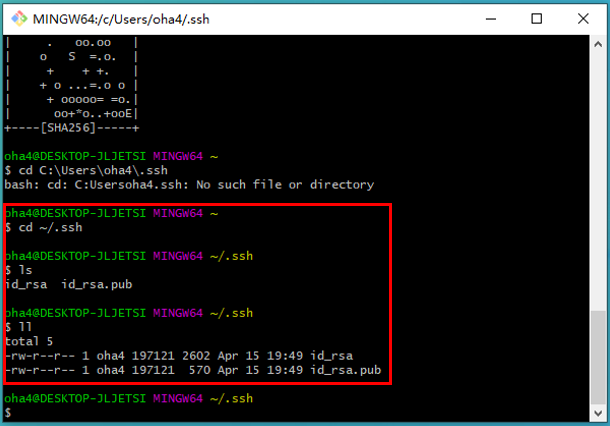 MINGW64:/c/Users/oha4/.ssh
|     .   oo.oo   |
|    o   S  =.o.  |
|     +    + +.   |
|    + o ...=.o o |
|     + ooooo= =o.|
|      oo+*o..+ooE|
+----[SHA256]-----+
oha4@DESKTOP-JLJETSI MINGW64 ~
$ cd C:\Users\oha4\.ssh
bash: cd: C:Usersoha4.ssh: No such file or directory
oha4@DESKTOP-JLJETSI MINGW64 ~
$ cd ~/.ssh
oha4@DESKTOP-JLJETSI MINGW64 ~/.ssh
$ ls
id_rsa  id_rsa.pub
oha4@DESKTOP-JLJETSI MINGW64 ~/.ssh
$ ll
total 5
-rw-r--r-- 1 oha4 197121 2602 Apr 15 19:49 id_rsa
-rw-r--r-- 1 oha4 197121  570 Apr 15 19:49 id_rsa.pub
oha4@DESKTOP-JLJETSI MINGW64 ~/.ssh
$